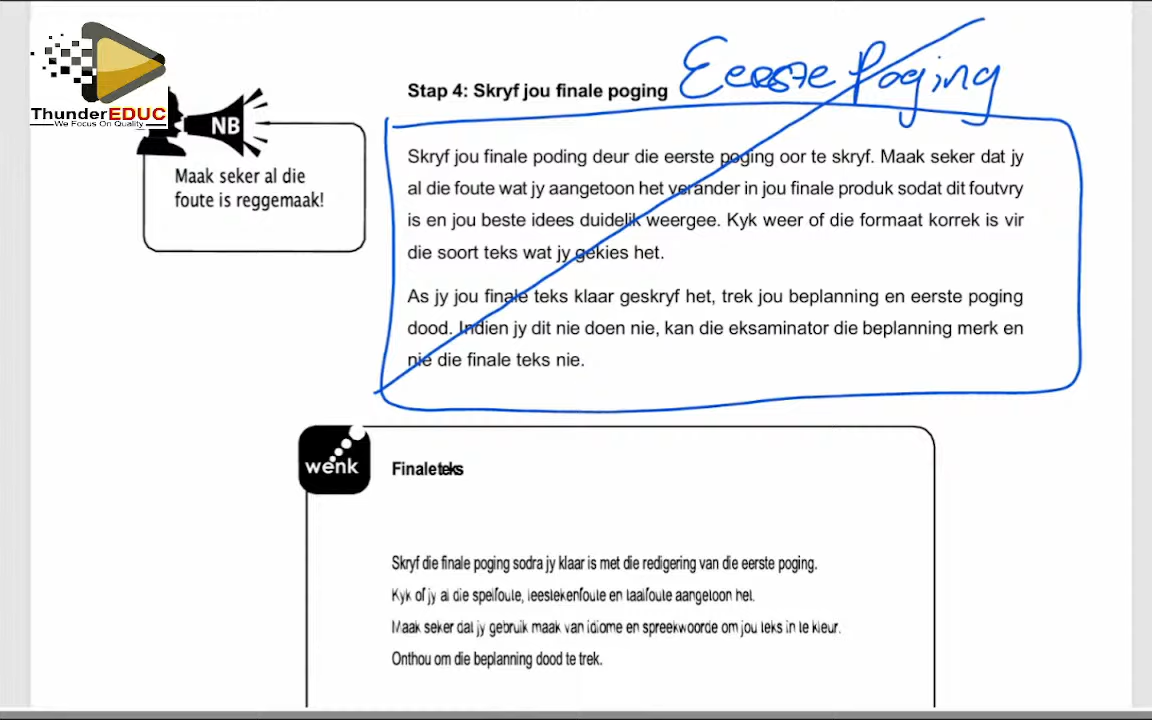 ThunderEDUC
We Focus On Quality
NB
Maak seker al die
foute is reggemaak!
Stap 4: Skryf jou finale poging
Eerste Poging
Skryf jou finale poding deur die eerste poging oor te skryf. Maak seker dat jy
al die foute wat jy aangetoon het verander in jou finale produk sodat dit foutvry
is en jou beste idees duidelik weergee. Kyk weer of die formaat korrek is vir
die soort teks wat jy gekies het.
As jy jou finale teks klaar geskryf het, trek jou beplanning en eerste poging
dood. Indien jy dit nie doen nie, kan die eksaminator die beplanning merk en
nie die finale teks nie.
wenk
Finale teks
Skryf die finale poging sodra jy klaar is met die redigering van die eerste poging.
Kyk of jy al die spelfoute, leestekenfoute en taalfoute aangetoon het.
Maak seker dat jy gebruik maak van idiome en spreekwoorde om jou teks in te kleur.
Onthou om die beplanning dood te trek.